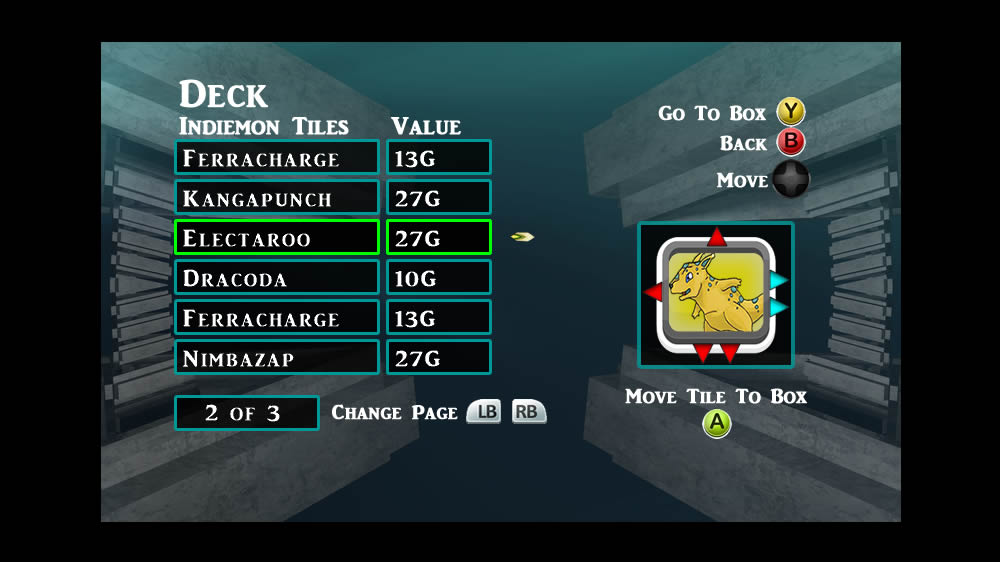 Deck
Indiemon Tiles Value
Ferracharge 13G
Kangapunch 27G
Electaroo 27G
Dracoda 10G
Ferracharge 13G
Nimbazap 27G
2 of 3 Change Page LB RB
Go To Box Y
Back B
Move
Move Tile To Box
A